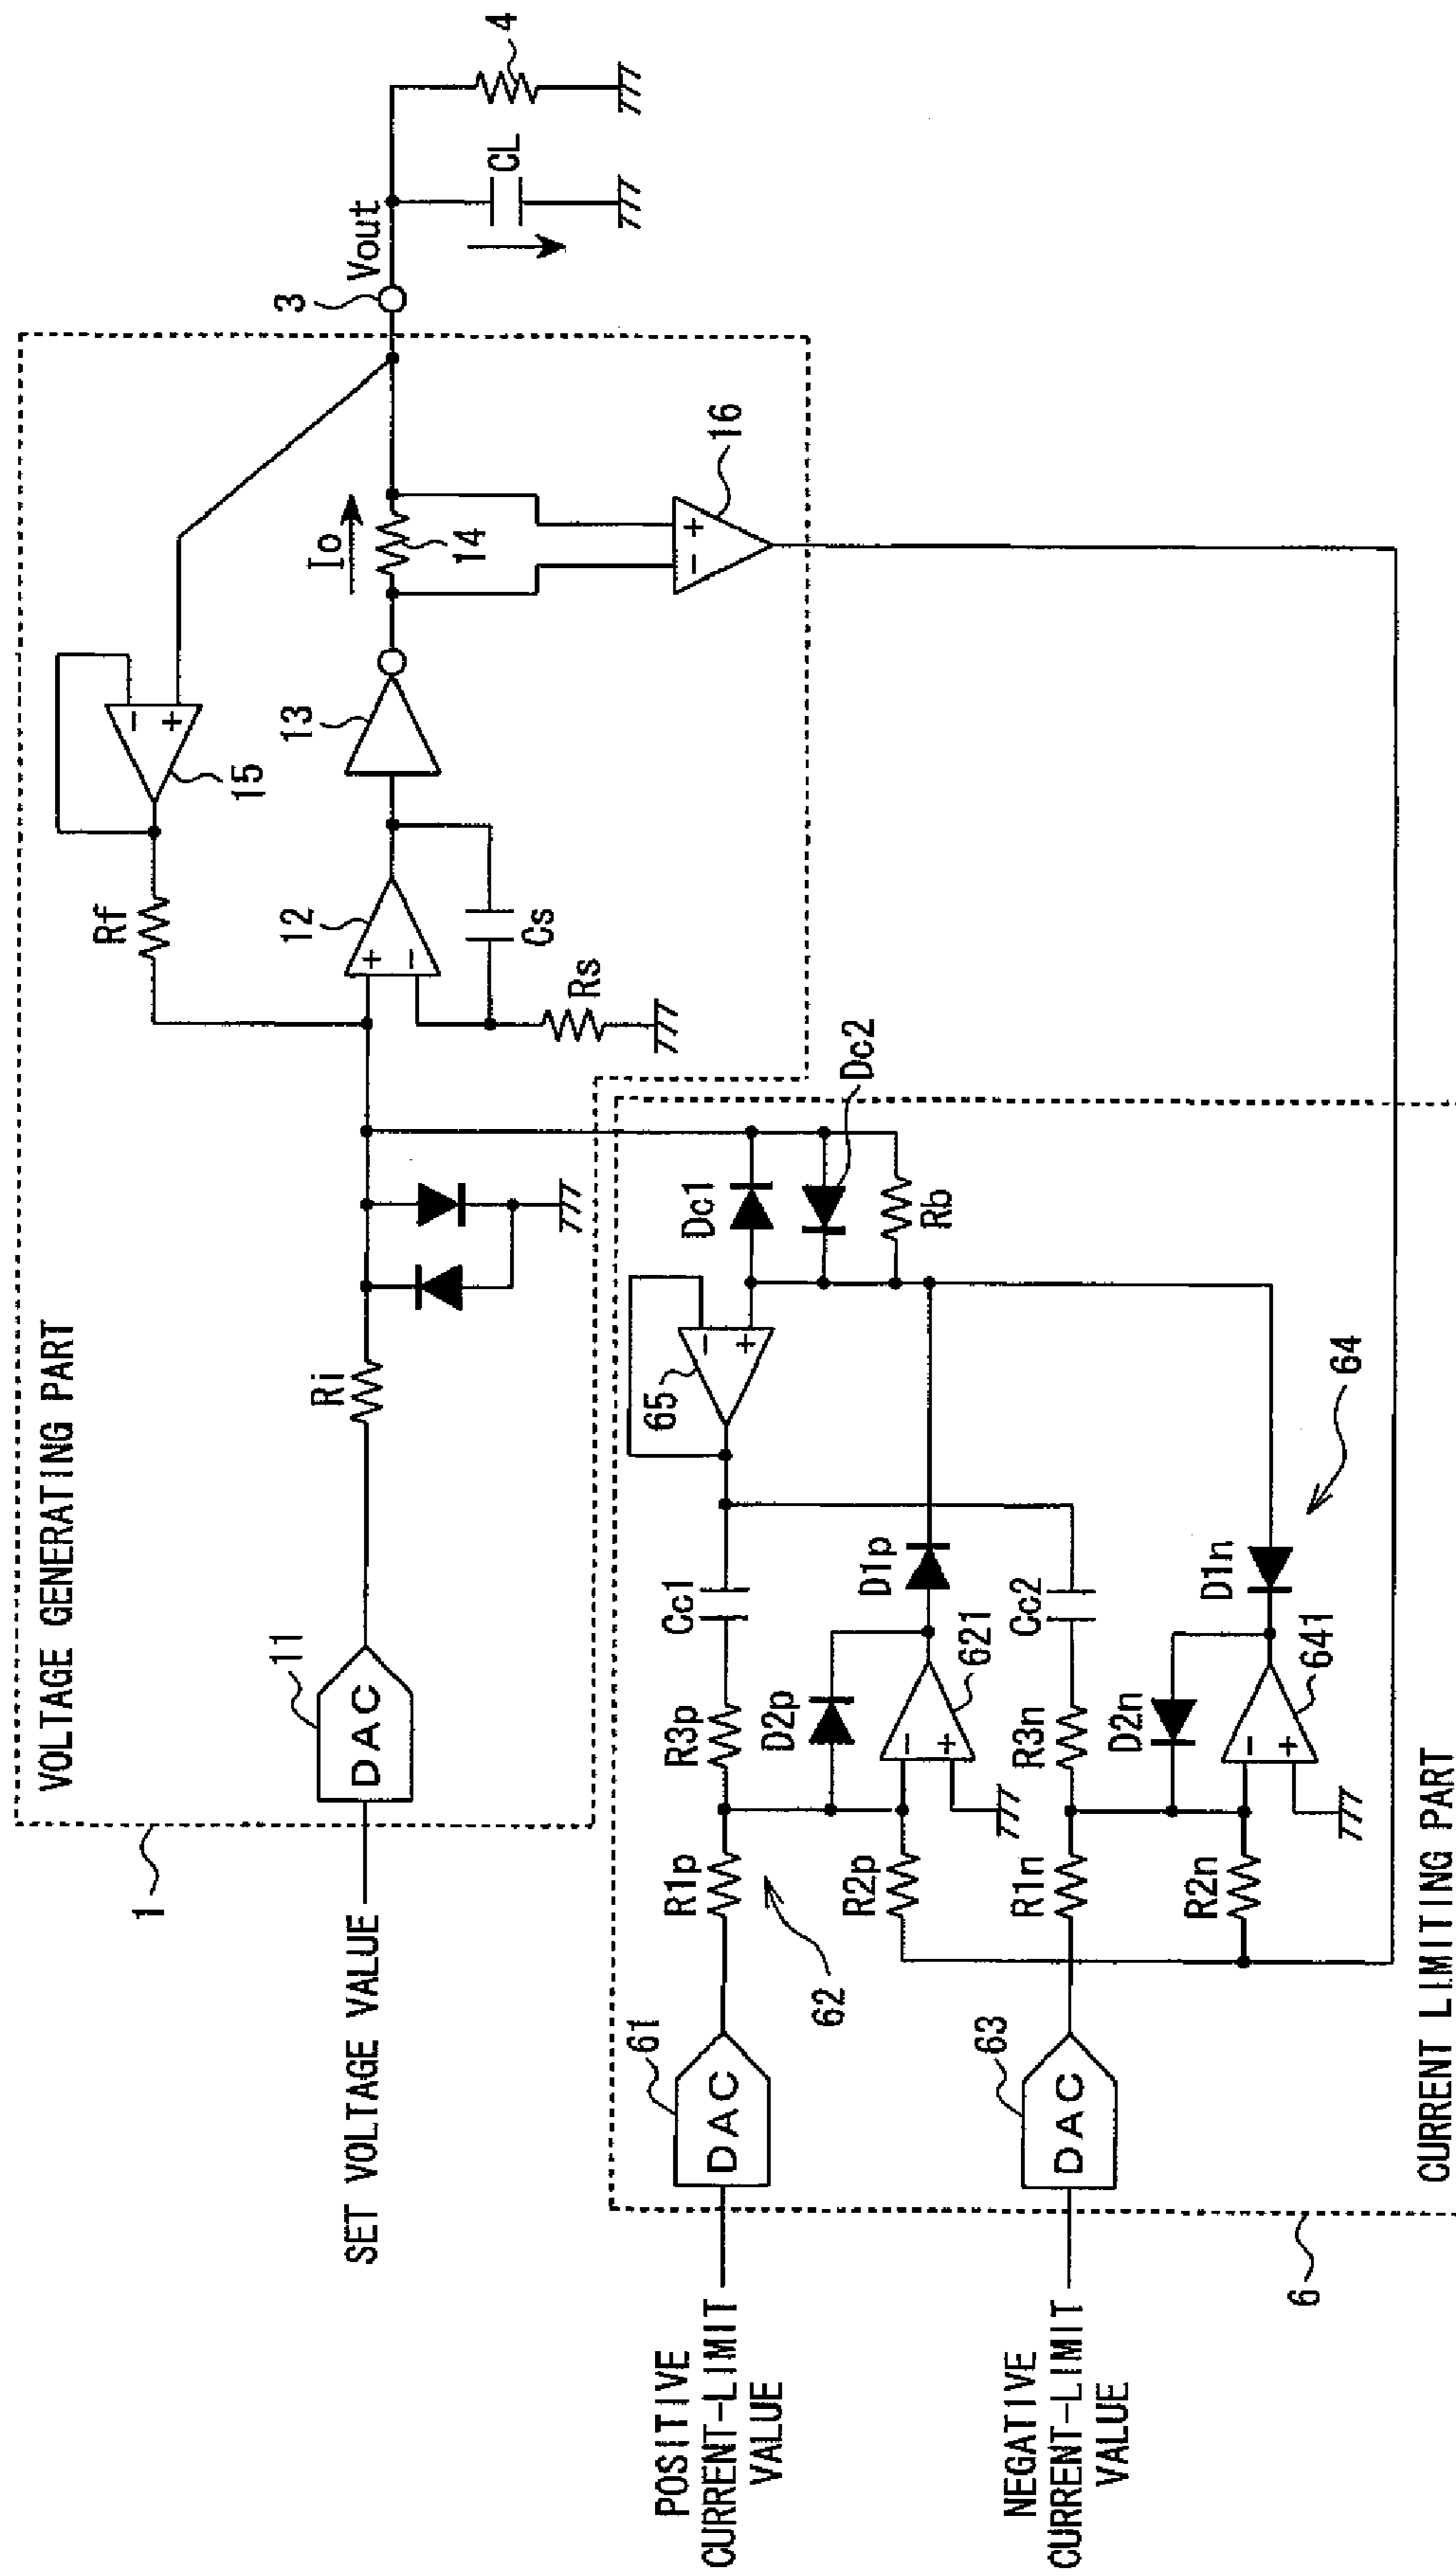 VOLTAGE GENERATING PART
1
SET VOLTAGE VALUE
11
DAC
Ri
Rf
15
-
+
12
+
-
Cs
Rs
13
Io
14
16
-
+
3
Vout
CL
4
POSITIVE
CURRENT-LIMIT
VALUE
61
DAC
R1p
62
R2p
R3p
Cc1
D2p
-
+
621
D1p
65
-
+
Dc1
Dc2
Rb
NEGATIVE
CURRENT-LIMIT
VALUE
63
DAC
R1n
R2n
R3n
Cc2
D2n
-
+
641
D1n
64
6
CURRENT LIMITING PART